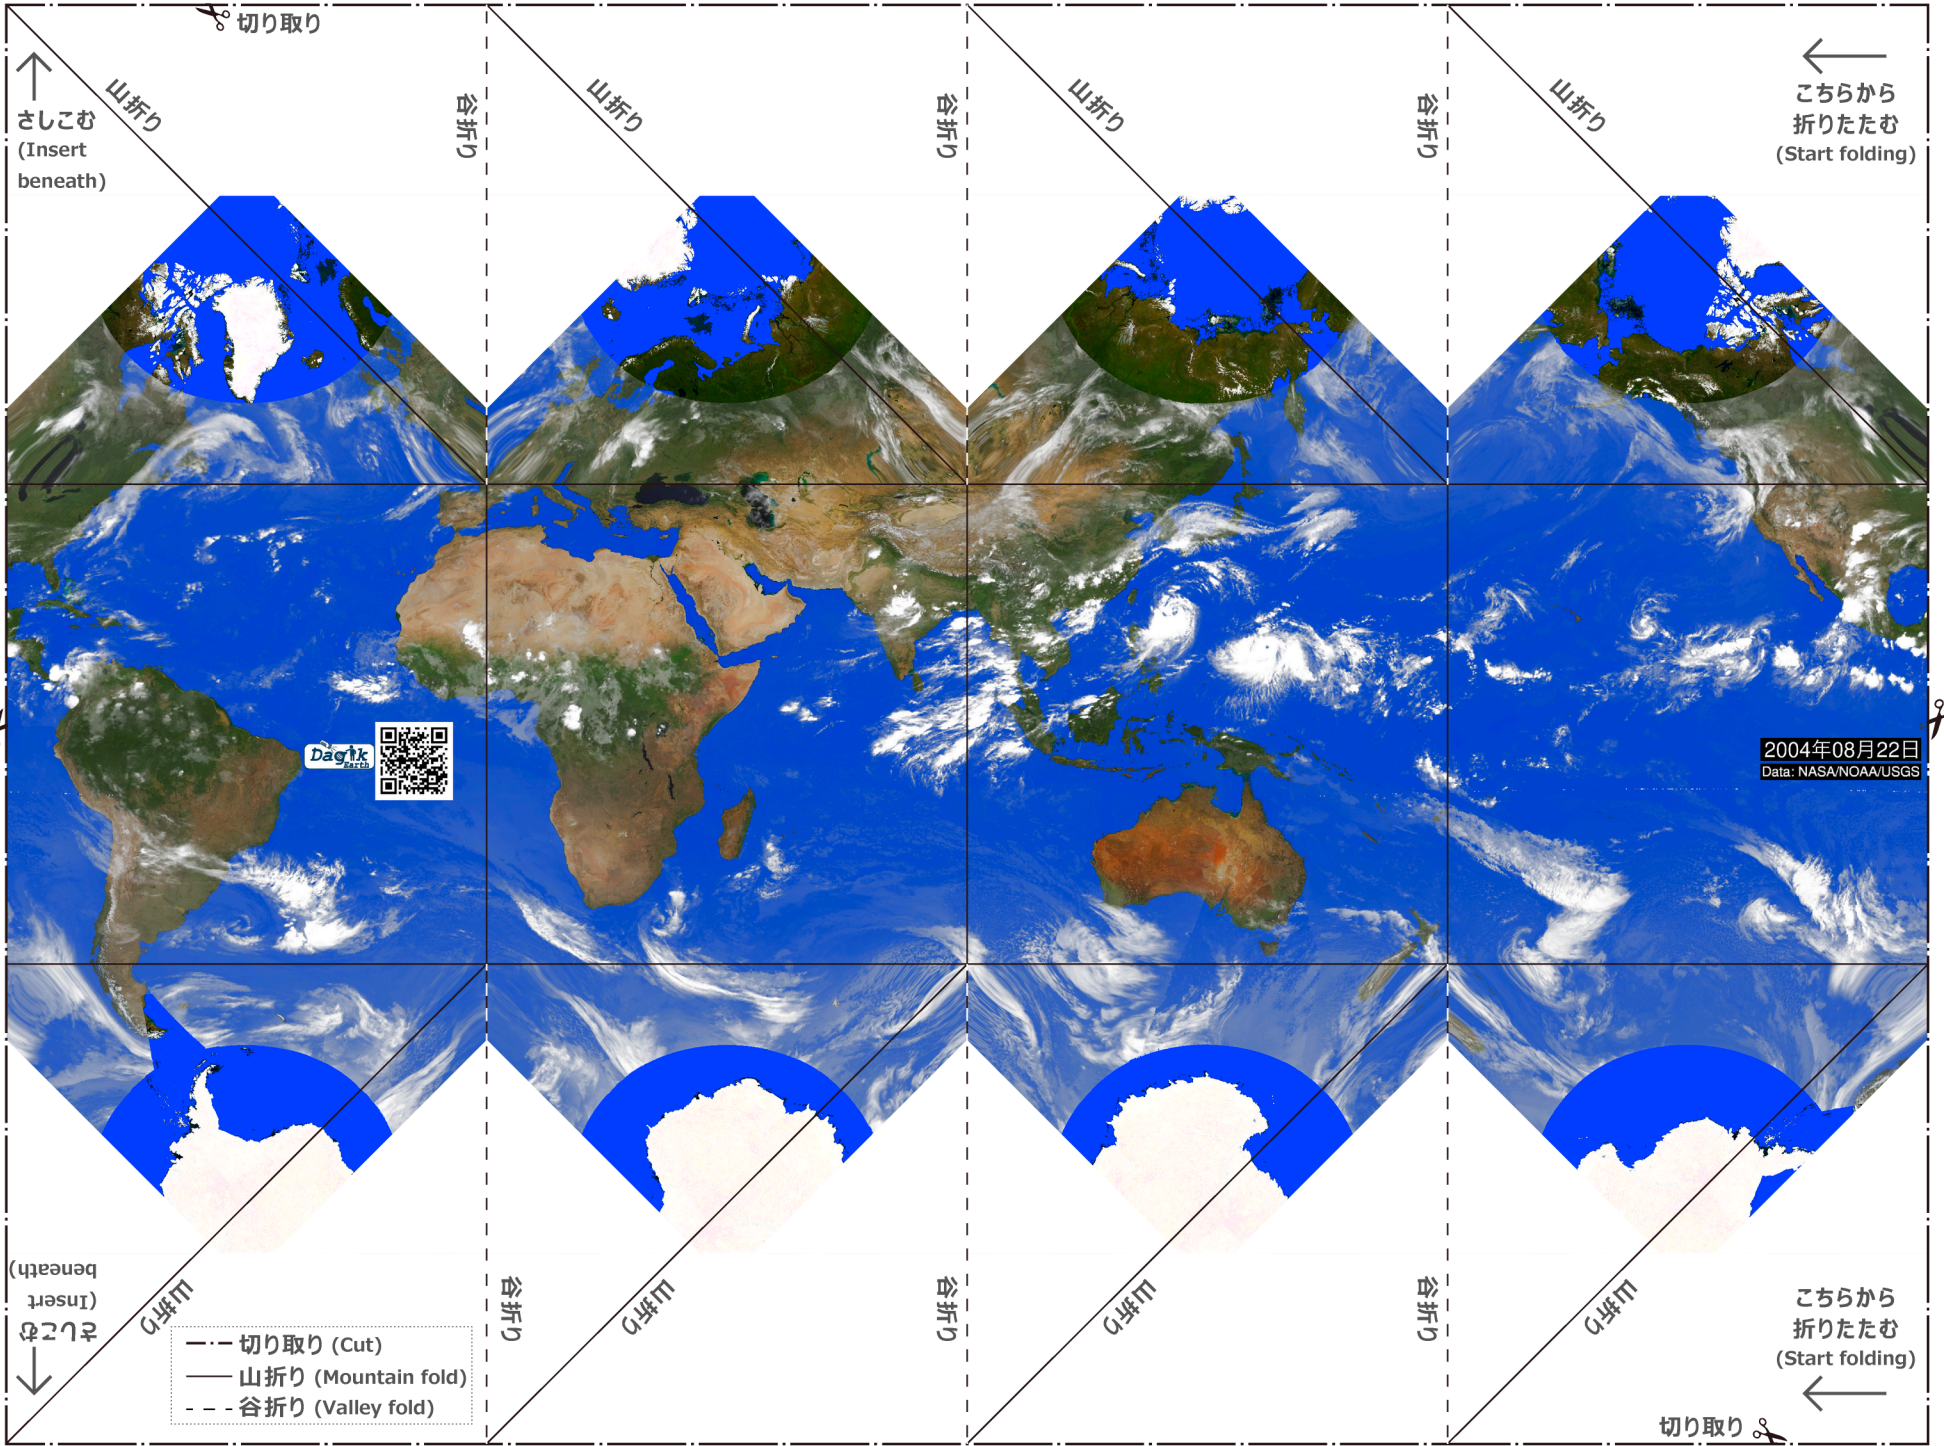 切り取り
さしこむ
(Insert
beneath)
山折り
谷折り
山折り
谷折り
山折り
谷折り
山折り
こちらから
折りたたむ
(Start folding)
Dagik
Earth
2004年08月22日
Data: NASA/NOAA/USGS
さしこむ
(Insert
beneath)
山折り
谷折り
山折り
谷折り
山折り
谷折り
山折り
こちらから
折りたたむ
(Start folding)
切り取り (Cut)
山折り (Mountain fold)
谷折り (Valley fold)
切り取り